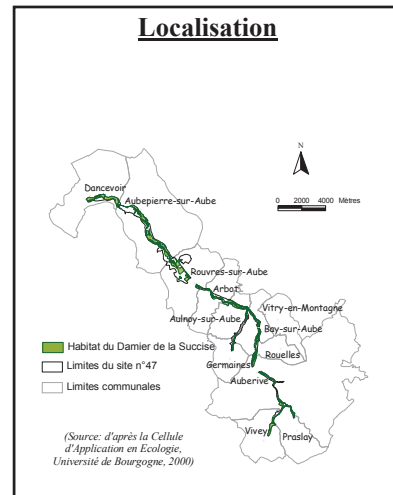 Localisation
N
0 2000 4000 Mètres
Dancevoir
Aubepierre-sur-Aube
Rouvres-sur-Aube
Arbot
Vitry-en-Montagne
Aulnoy-sur-Aube
Bay-sur-Aube
Habitat du Damier de la Succise
Rouelles
Limites du site n°47
Germaines
Auberive
Limites communales
Vivey
Praslay
(Source: d'après la Cellule
d'Application en Ecologie,
Université de Bourgogne, 2000)